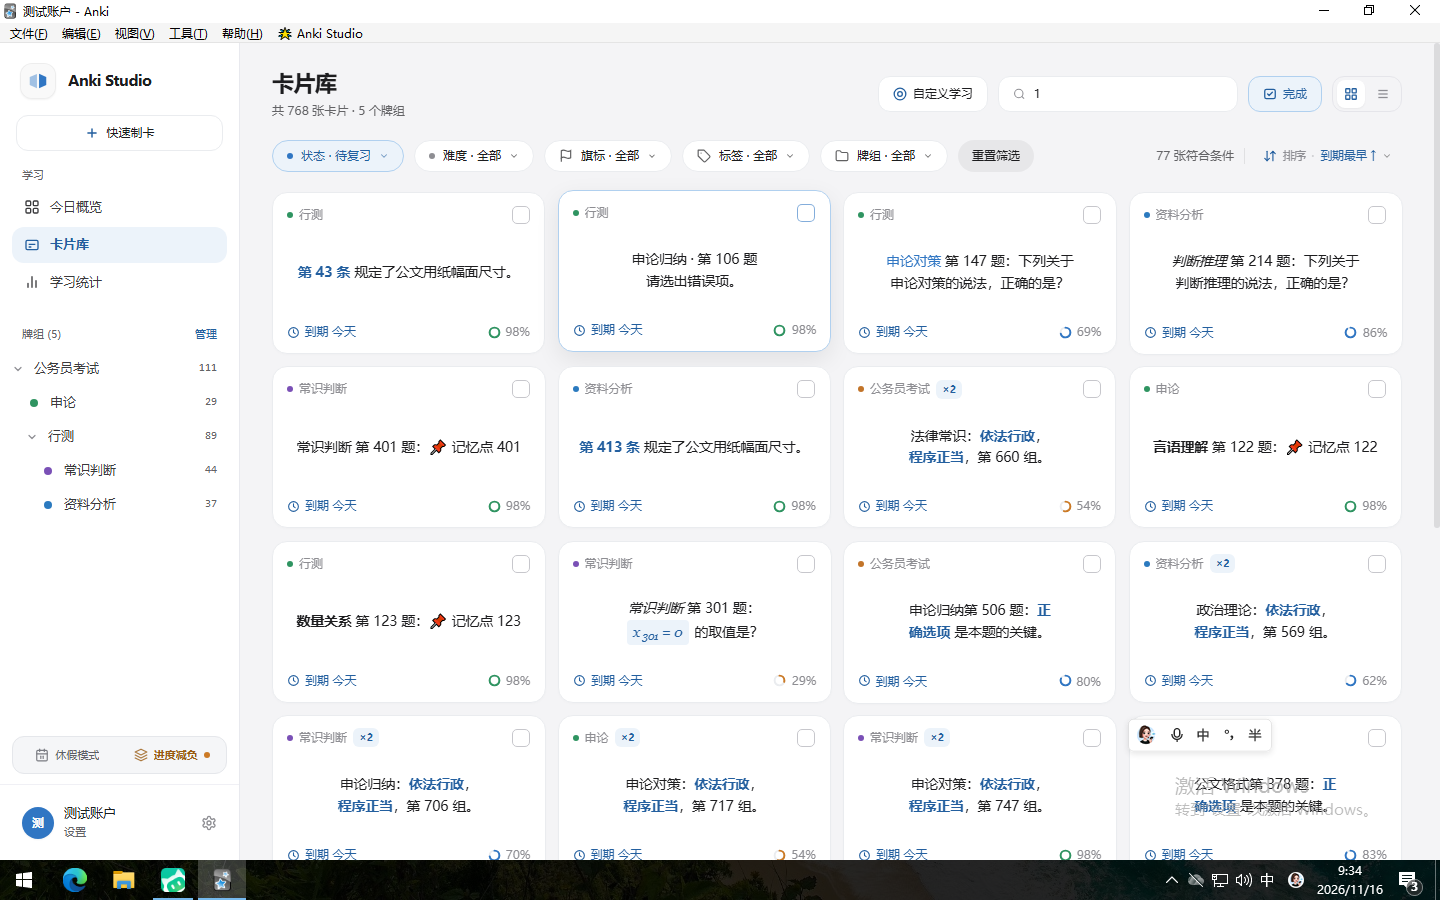 测试账户 - Anki
文件(F) 编辑(E) 视图(V) 工具(T) 帮助(H) Anki Studio
Anki Studio
快速制卡
学习
今日概览
卡片库
学习统计
牌组 (5) 管理
公务员考试 111
申论 29
行测 89
常识判断 44
资料分析 37
休假模式 进度减负
测 测试账户
设置
卡片库
共 768 张卡片 · 5 个牌组
自定义学习 1 完成
状态 · 待复习 难度 · 全部 旗标 · 全部 标签 · 全部 牌组 · 全部 重置筛选 77 张符合条件 排序 · 到期最早↑
行测
第 43 条 规定了公文用纸幅面尺寸。
到期 今天 98%
行测
申论归纳 · 第 106 题
请选出错误项。
到期 今天 98%
行测
申论对策 第 147 题：下列关于
申论对策的说法，正确的是？
到期 今天 69%
资料分析
判断推理 第 214 题：下列关于
判断推理的说法，正确的是？
到期 今天 86%
常识判断
常识判断 第 401 题：📌 记忆点 401
到期 今天 98%
资料分析
第 413 条 规定了公文用纸幅面尺寸。
到期 今天 98%
公务员考试 ×2
法律常识：依法行政，
程序正当，第 660 组。
到期 今天 54%
申论
言语理解 第 122 题：📌 记忆点 122
到期 今天 98%
行测
数量关系 第 123 题：📌 记忆点 123
到期 今天 98%
常识判断
常识判断 第 301 题：
x₃₀₁ = 0 的取值是？
到期 今天 29%
公务员考试
申论归纳第 506 题：正
确选项 是本题的关键。
到期 今天 80%
资料分析 ×2
政治理论：依法行政，
程序正当，第 569 组。
到期 今天 62%
常识判断 ×2
申论归纳：依法行政，
程序正当，第 706 组。
到期 今天 70%
申论 ×2
申论对策：依法行政，
程序正当，第 717 组。
到期 今天 54%
常识判断 ×2
申论对策：依法行政，
程序正当，第 747 组。
到期 今天 98%
中 °, 半
公文格式第 378 题：正
确选项 是本题的关键。
到期 今天 83%
激活 Windows
转到"设置"以激活 Windows。
中
9:34
2026/11/16
3